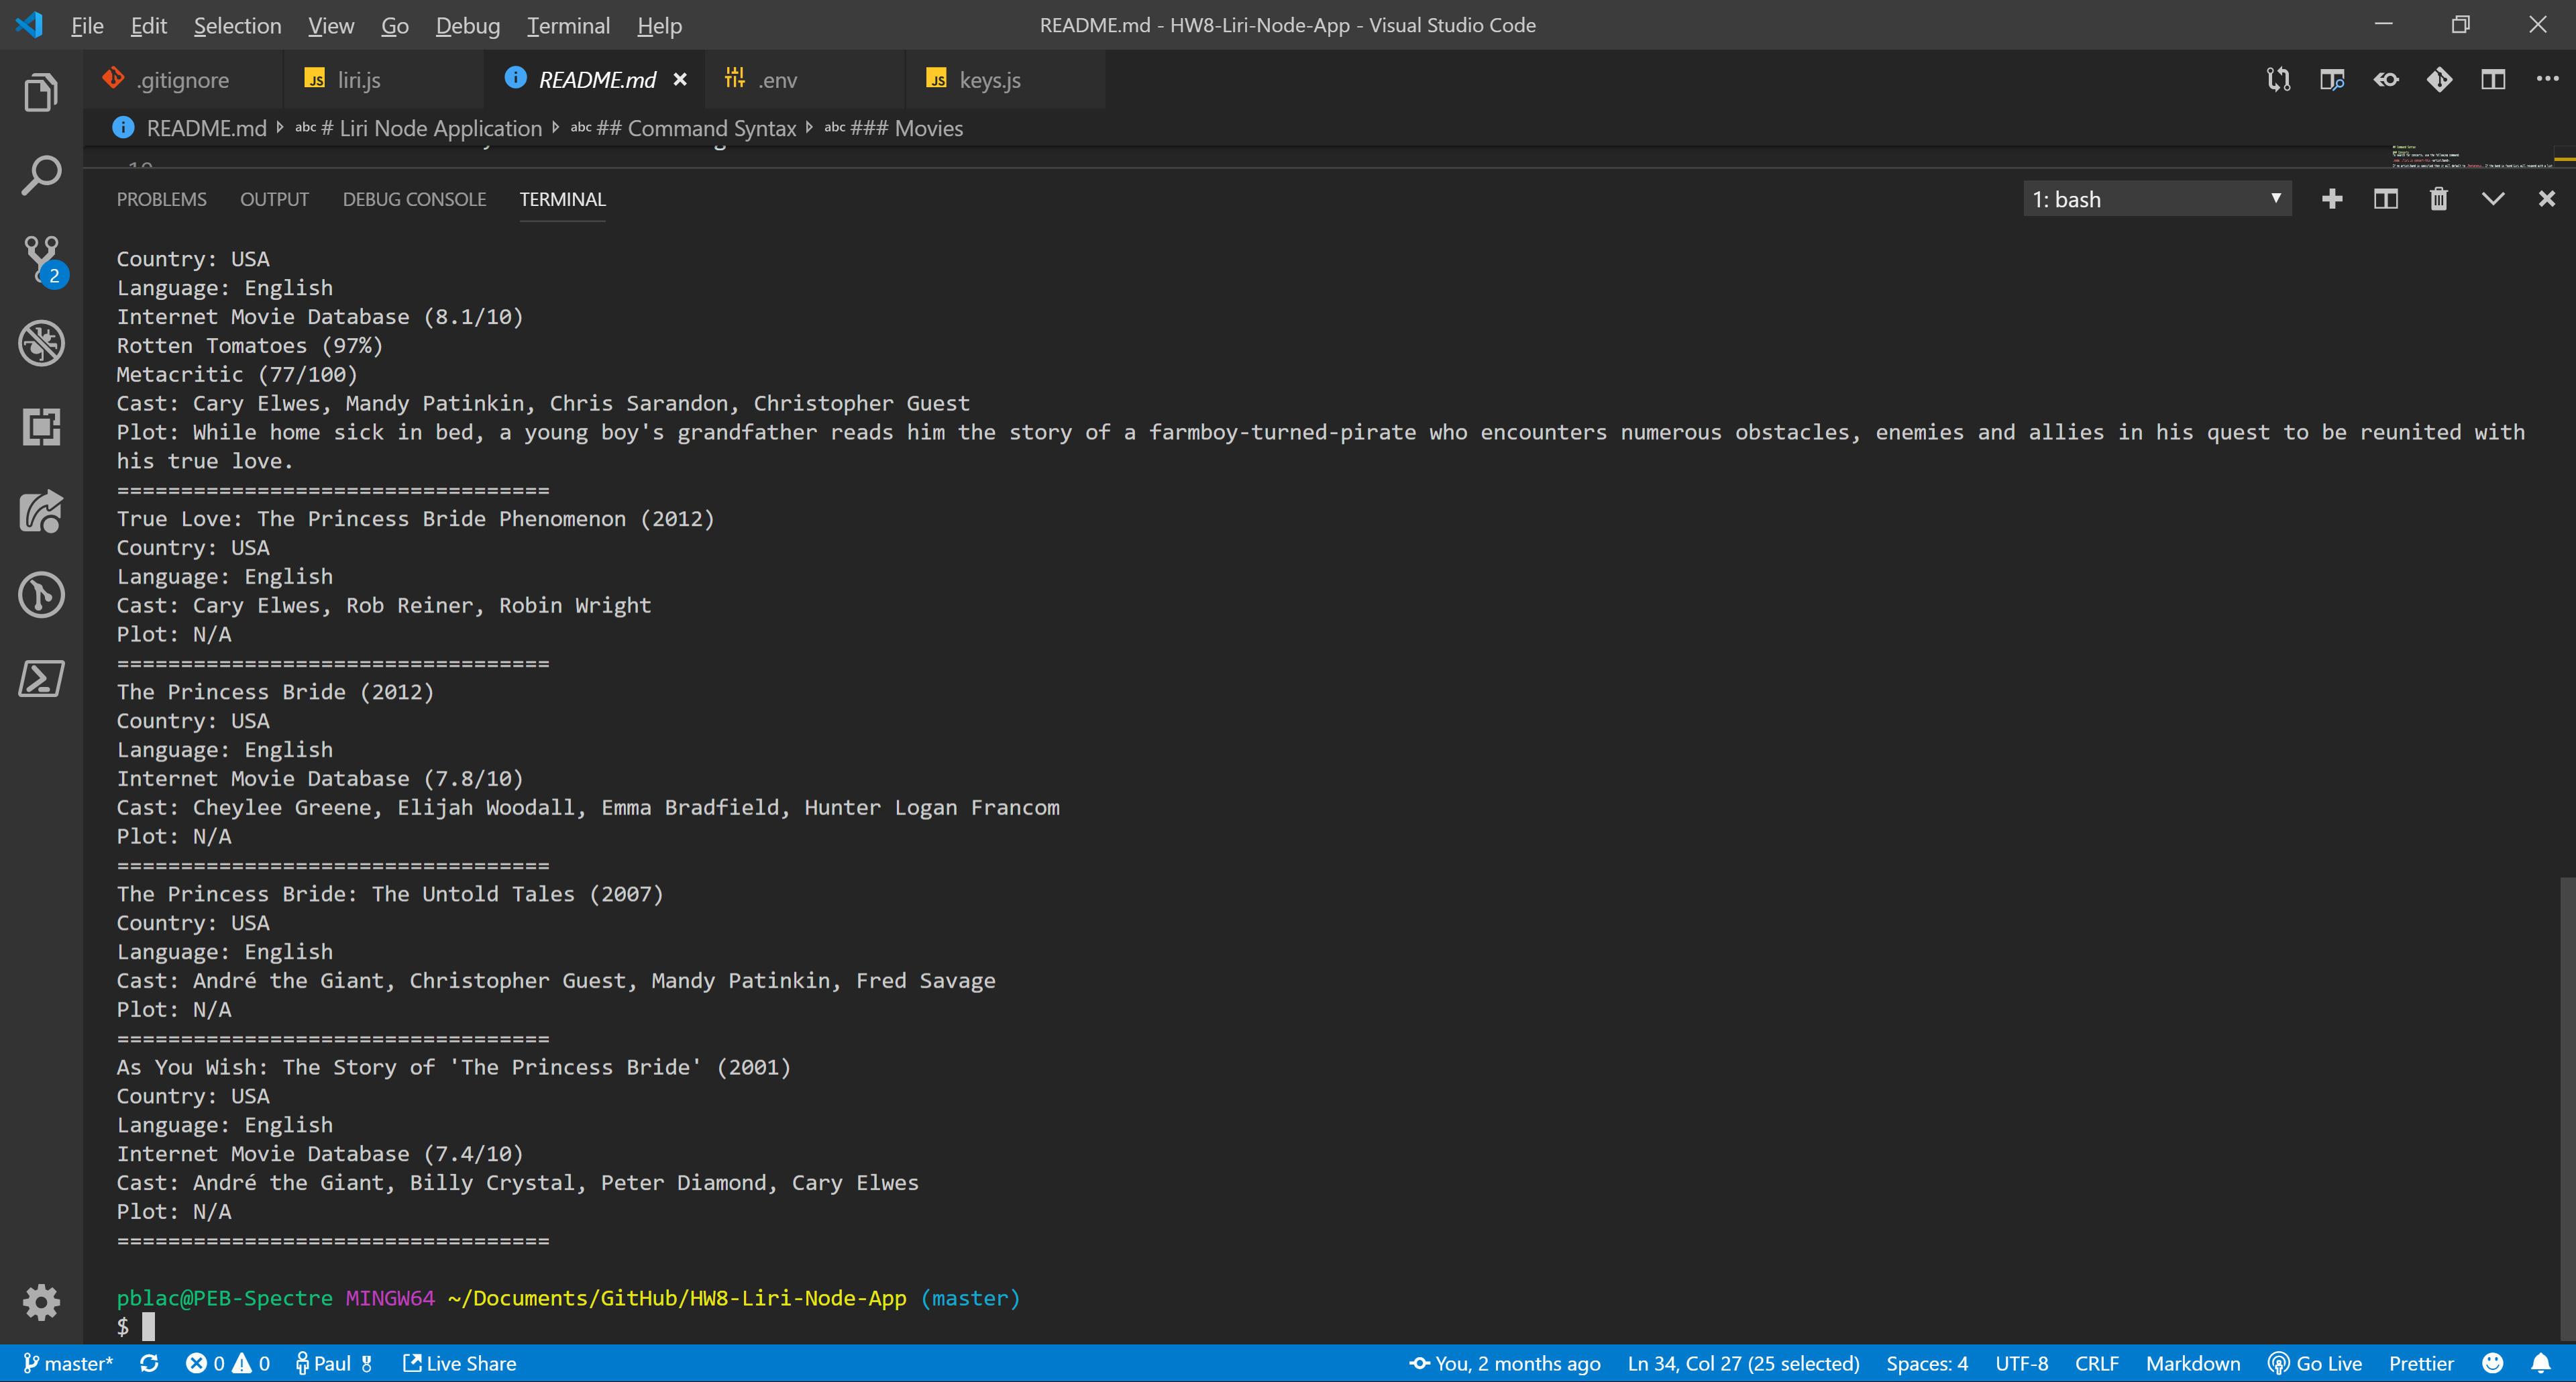 File Edit Selection View Go Debug Terminal Help README.md - HW8-Liri-Node-App - Visual Studio Code
.gitignore JS liri.js README.md .env JS keys.js
README.md abc # Liri Node Application abc ## Command Syntax abc ### Movies
PROBLEMS OUTPUT DEBUG CONSOLE TERMINAL 1: bash
Country: USA
Language: English
Internet Movie Database (8.1/10)
Rotten Tomatoes (97%)
Metacritic (77/100)
Cast: Cary Elwes, Mandy Patinkin, Chris Sarandon, Christopher Guest
Plot: While home sick in bed, a young boy's grandfather reads him the story of a farmboy-turned-pirate who encounters numerous obstacles, enemies and allies in his quest to be reunited with
his true love.
==================================
True Love: The Princess Bride Phenomenon (2012)
Country: USA
Language: English
Cast: Cary Elwes, Rob Reiner, Robin Wright
Plot: N/A
==================================
The Princess Bride (2012)
Country: USA
Language: English
Internet Movie Database (7.8/10)
Cast: Cheylee Greene, Elijah Woodall, Emma Bradfield, Hunter Logan Francom
Plot: N/A
==================================
The Princess Bride: The Untold Tales (2007)
Country: USA
Language: English
Cast: André the Giant, Christopher Guest, Mandy Patinkin, Fred Savage
Plot: N/A
==================================
As You Wish: The Story of 'The Princess Bride' (2001)
Country: USA
Language: English
Internet Movie Database (7.4/10)
Cast: André the Giant, Billy Crystal, Peter Diamond, Cary Elwes
Plot: N/A
==================================
pblac@PEB-Spectre MINGW64 ~/Documents/GitHub/HW8-Liri-Node-App (master)
$
2
master* 0 0 Paul Live Share You, 2 months ago Ln 34, Col 27 (25 selected) Spaces: 4 UTF-8 CRLF Markdown Go Live Prettier